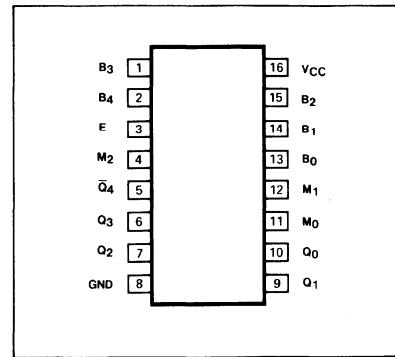 B3 1 16 VCC
B4 2 15 B2
E 3 14 B1
M2 4 13 B0
Q̅4 5 12 M1
Q3 6 11 M0
Q2 7 10 Q0
GND 8 9 Q1